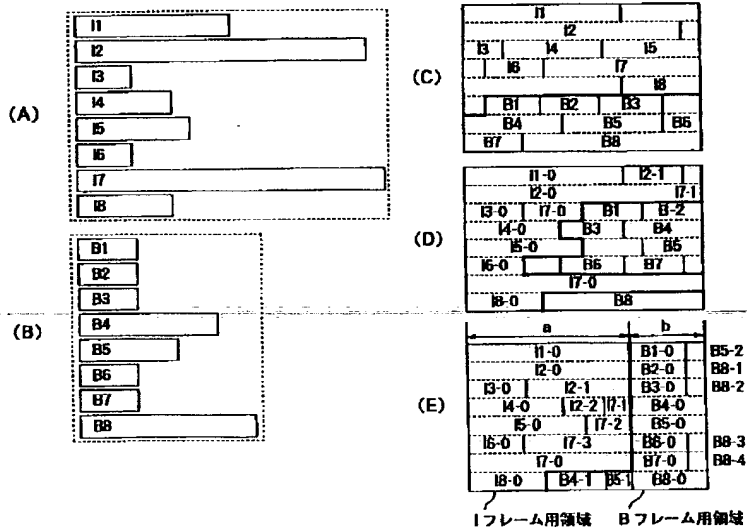 (A)
I1
I2
I3
I4
I5
I6
I7
I8
(B)
B1
B2
B3
B4
B5
B6
B7
B8
(C)
I1
I2
I3 I4 I5
I6 I7
I8
B1 B2 B3
B4 B5 B6
B7 B8
(D)
I1-0 I2-1
I2-0 I7-1
I3-0 I7-0 B1 B-2
I4-0 B3 B4
I5-0 B5
I6-0 B6 B7
I7-0
I8-0 B8
(E)
a b
I1-0 B1-0 B5-2
I2-0 B2-0 B8-1
I3-0 I2-1 B3-0 B8-2
I4-0 I2-2 I7-1 B4-0
I5-0 I7-2 B5-0
I6-0 I7-3 B6-0 B8-3
I7-0 B7-0 B8-4
I8-0 B4-1 B5-1 B8-0
Iフレーム用領域 Bフレーム用領域